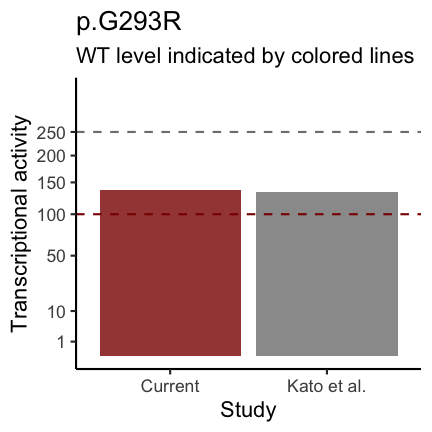 p.G293R
WT level indicated by colored lines
Transcriptional activity
250
200
150
100
50
10
1
Current
Kato et al.
Study